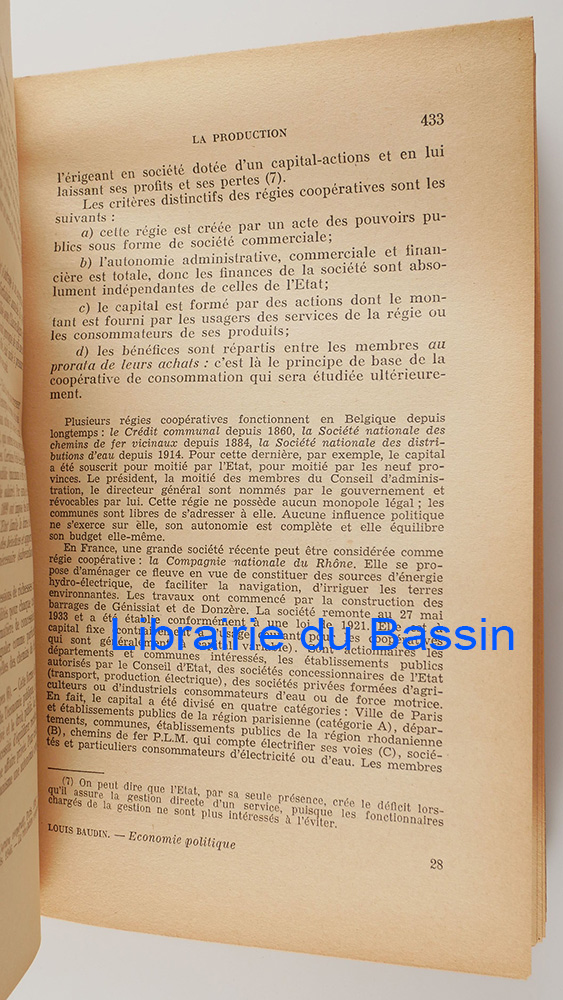 433
LA PRODUCTION
l'érigeant en société dotée d'un capital-actions et en lui
laissant ses profits et ses pertes (7).
Les critères distinctifs des régies coopératives sont les
suivants :
a) cette régie est créée par un acte des pouvoirs pu-
blics sous forme de société commerciale;
b) l'autonomie administrative, commerciale et finan-
cière est totale, donc les finances de la société sont abso-
lument indépendantes de celles de l'Etat;
c) le capital est formé par des actions dont le mon-
tant est fourni par les usagers des services de la régie ou
les consommateurs de ses produits;
d) les bénéfices sont répartis entre les membres au
prorata de leurs achats : c'est là le principe de base de la
coopérative de consommation qui sera étudiée ultérieure-
ment.
Plusieurs régies coopératives fonctionnent en Belgique depuis
longtemps : le Crédit communal depuis 1860, la Société nationale des
chemins de fer vicinaux depuis 1884, la Société nationale des distri-
butions d'eau depuis 1914. Pour cette dernière, par exemple, le capital
a été souscrit pour moitié par l'Etat, pour moitié par les neuf pro-
vinces. Le président, la moitié des membres du Conseil d'adminis-
tration, le directeur général sont nommés par le gouvernement et
révocables par lui. Cette régie ne possède aucun monopole légal ; les
communes sont libres de s'adresser à elle. Aucune influence politique
ne s'exerce sur elle, son autonomie est complète et elle équilibre
son budget elle-même.
En France, une grande société récente peut être considérée comme
régie coopérative : la Compagnie nationale du Rhône. Elle se pro-
pose d'aménager ce fleuve en vue de constituer des sources d'énergie
hydro-électrique, de faciliter la navigation, d'irriguer les terres
environnantes. Les travaux ont commencé par la construction des
barrages de Génissiat et de Donzère. La société remonte au 27 mai
1933 et a été établie conformément à une loi de 1921. Elle est à
capital fixe contrairement à l'usage courant pour les coopératives
qui sont généralement à capital variable). Sont actionnaires les
départements et communes intéressés, les établissements publics
autorisés par le Conseil d'Etat, des sociétés concessionnaires de l'Etat
(transport, production électrique), des sociétés privées formées d'agri-
culteurs ou d'industriels consommateurs d'eau ou de force motrice.
En fait, le capital a été divisé en quatre catégories : Ville de Paris
et établissements publics de la région parisienne (catégorie A), dépar-
tements, communes, établissements publics de la région rhodanienne
(B), chemins de fer P.L.M. qui compte électrifier ses voies (C), socié-
tés et particuliers consommateurs d'électricité ou d'eau. Les membres
(7) On peut dire que l'Etat, par sa seule présence, crée le déficit lors-
qu'il assure la gestion directe d'un service, puisque les fonctionnaires
chargés de la gestion ne sont plus intéressés à l'éviter.
LOUIS BAUDIN. — Economie politique
28
Librairie du Bassin